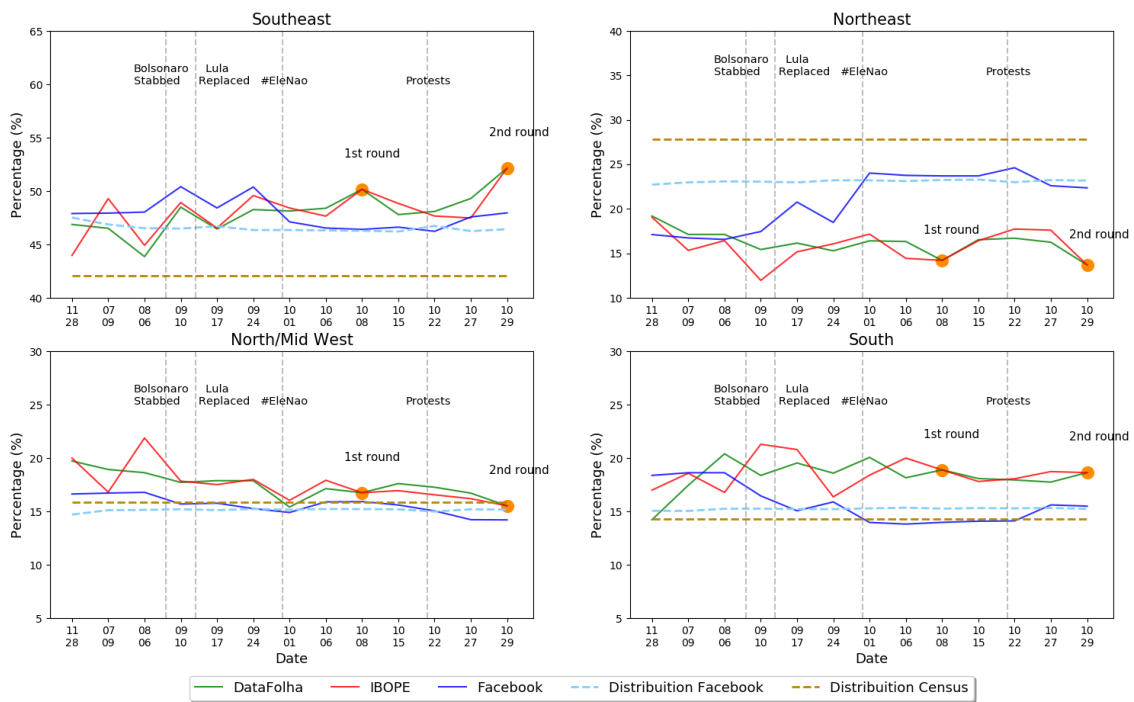 Southeast
Percentage (%)
65
60
55
50
45
40
Bolsonaro
Stabbed
Lula
Replaced
#EleNao
Protests
1st round
2nd round
11 07 08 09 09 09 10 10 10 10 10 10 10
28 09 06 10 17 24 01 06 08 15 22 27 29
Northeast
Percentage (%)
40
35
30
25
20
15
10
Bolsonaro
Stabbed
Lula
Replaced
#EleNao
Protests
1st round
2nd round
11 07 08 09 09 09 10 10 10 10 10 10 10
28 09 06 10 17 24 01 06 08 15 22 27 29
North/Mid West
Percentage (%)
30
25
20
15
10
5
Bolsonaro
Stabbed
Lula
Replaced
#EleNao
Protests
1st round
2nd round
11 07 08 09 09 09 10 10 10 10 10 10 10
28 09 06 10 17 24 01 06 08 15 22 27 29
Date
South
Percentage (%)
30
25
20
15
10
5
Bolsonaro
Stabbed
Lula
Replaced
#EleNao
Protests
1st round
2nd round
11 07 08 09 09 09 10 10 10 10 10 10 10
28 09 06 10 17 24 01 06 08 15 22 27 29
Date
DataFolha IBOPE Facebook Distribuition Facebook Distribuition Census